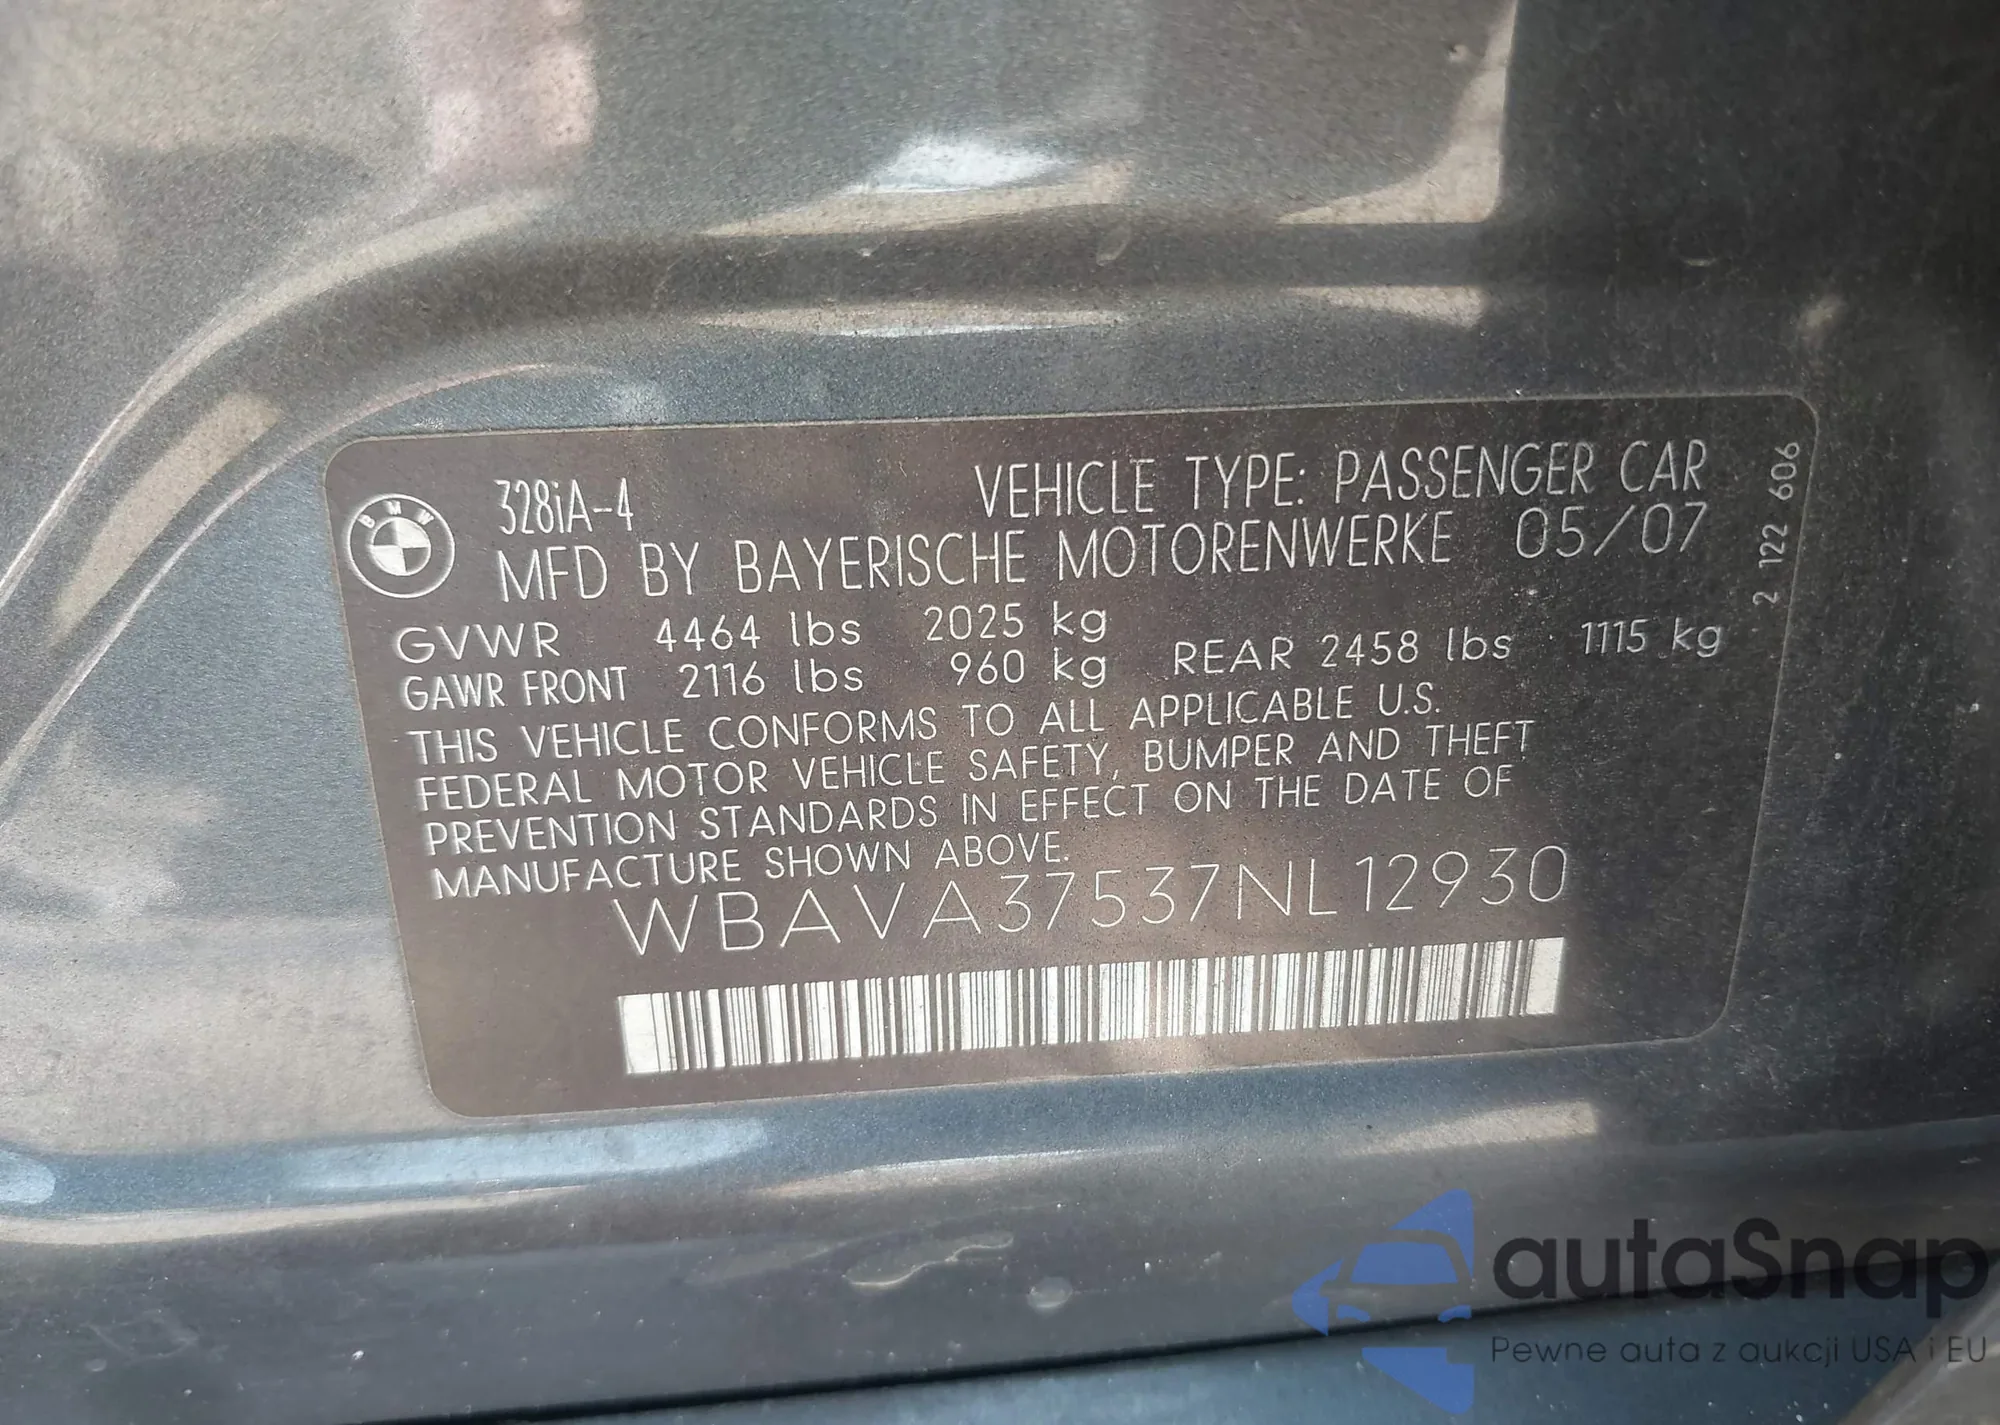 BMW
328iA-4
VEHICLE TYPE: PASSENGER CAR
MFD BY BAYERISCHE MOTORENWERKE 05/07
GVWR 4464 lbs 2025 kg
GAWR FRONT 2116 lbs 960 kg REAR 2458 lbs 1115 kg
THIS VEHICLE CONFORMS TO ALL APPLICABLE U.S.
FEDERAL MOTOR VEHICLE SAFETY, BUMPER AND THEFT
PREVENTION STANDARDS IN EFFECT ON THE DATE OF
MANUFACTURE SHOWN ABOVE.
WBAVA37537NL12930
2 122 606
autaSnap
Pewne auta z aukcji USA i EU